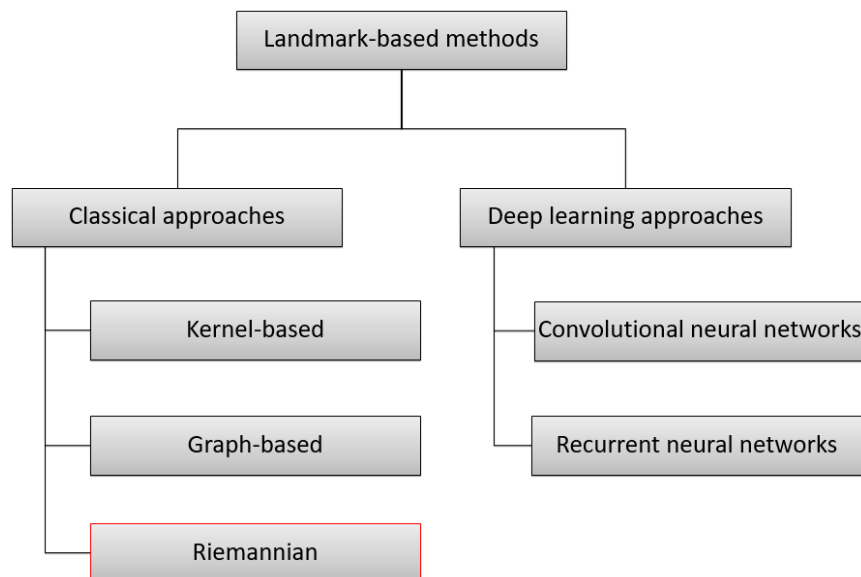 Landmark-based methods
Classical approaches
Deep learning approaches
Kernel-based
Convolutional neural networks
Graph-based
Recurrent neural networks
Riemannian